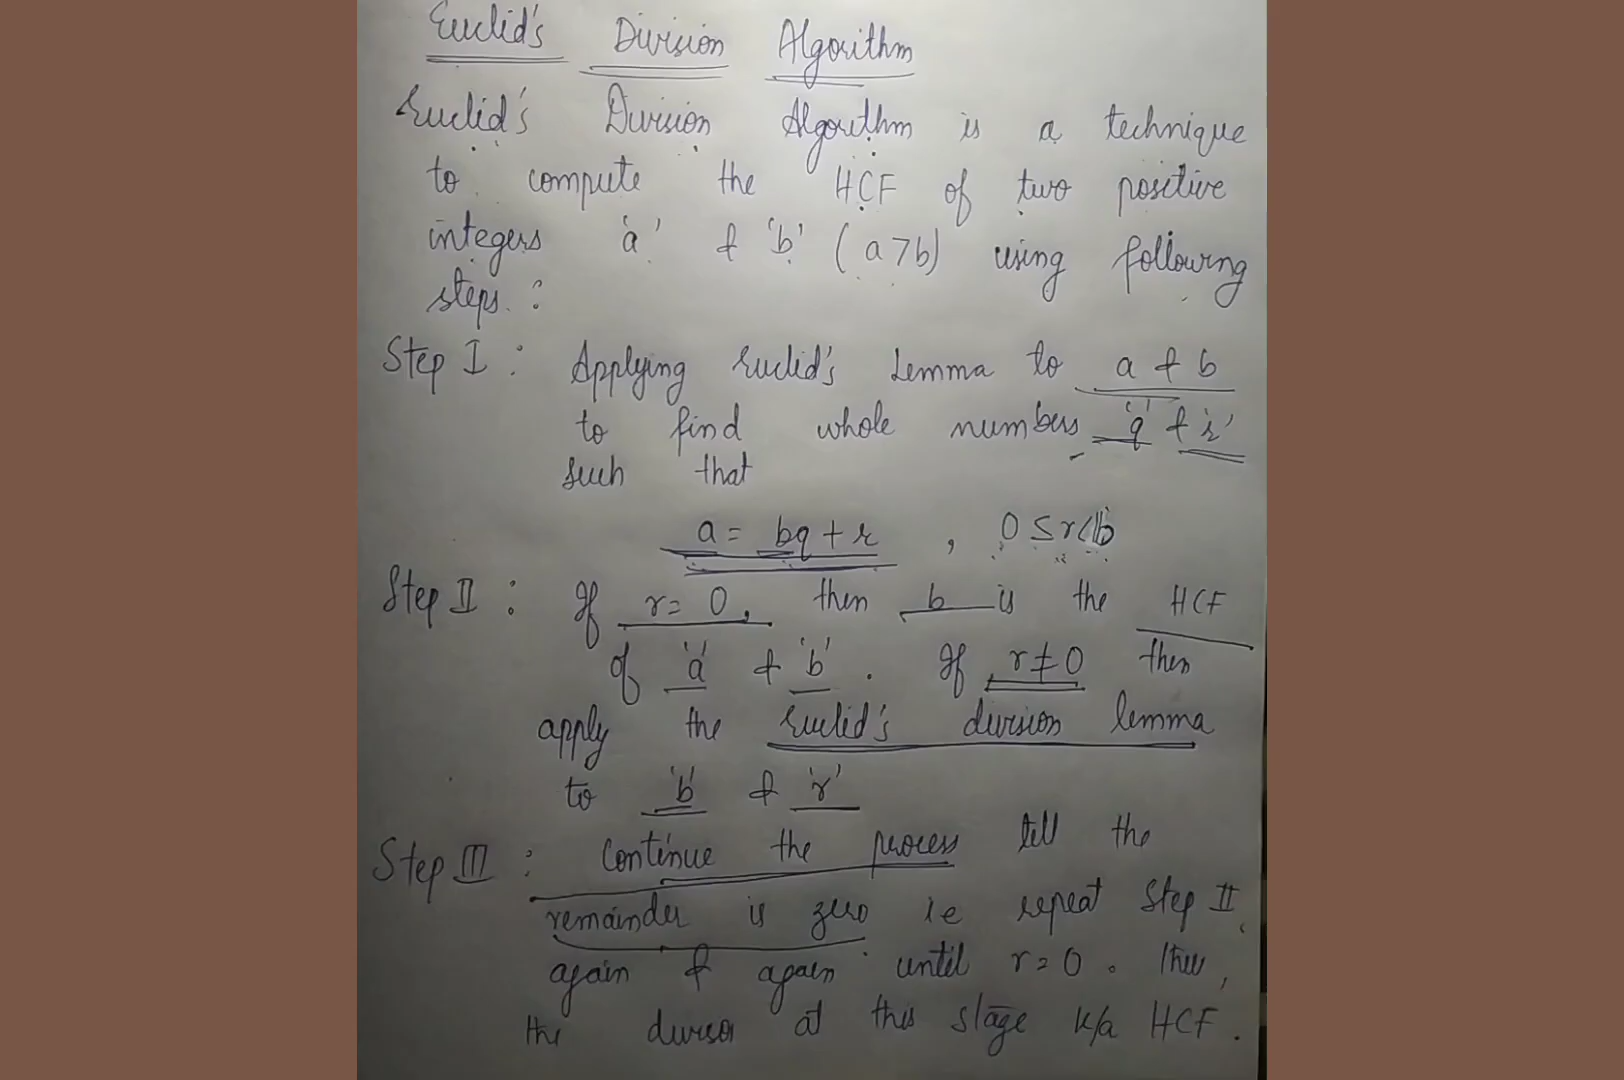 Euclid's Division Algorithm
Euclid's Division Algorithm is a technique
to compute the HCF of two positive
integers 'a' & 'b' (a>b) using following
steps :
Step I : Applying Euclid's Lemma to a & b
to find whole numbers 'q' & 'r'
such that
a = bq + r , 0 ≤ r < b
Step II : If r = 0, then b is the HCF
of 'a' & 'b'. If r ≠ 0 then
apply the Euclid's division lemma
to 'b' & 'r'
Step III : Continue the process till the
remainder is zero i.e repeat Step II
again & again until r = 0. Then,
the divisor at this stage k/a HCF.